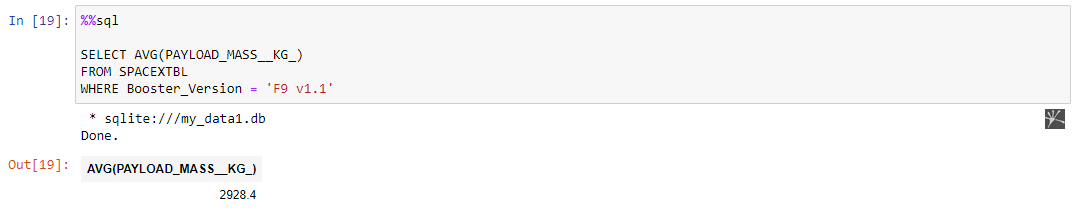 In [19]: %%sql
SELECT AVG(PAYLOAD_MASS__KG_)
FROM SPACEXTBL
WHERE Booster_Version = 'F9 v1.1'
* sqlite:///my_data1.db
Done.
Out[19]: AVG(PAYLOAD_MASS__KG_)
2928.4